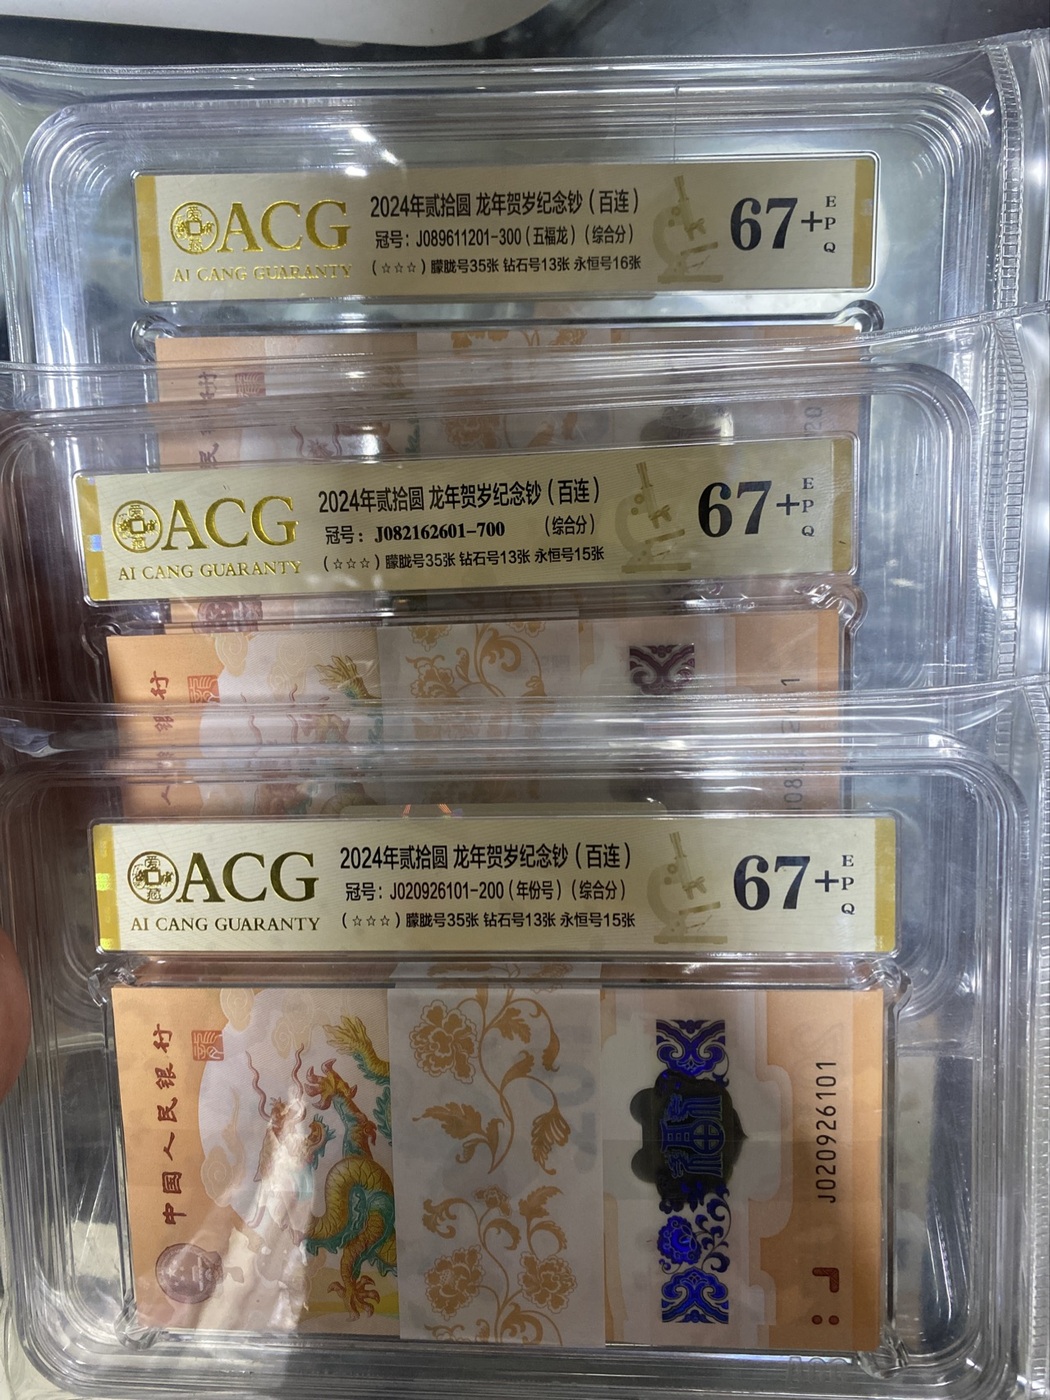 ACG
AI CANG GUARANTY
2024年贰拾圆 龙年贺岁纪念钞（百连）
冠号：J089611201-300（五福龙）（综合分）
（☆☆☆）朦胧号35张 钻石号13张 永恒号16张
67+
EPQ
ACG
AI CANG GUARANTY
2024年贰拾圆 龙年贺岁纪念钞（百连）
冠号：J082162601-700 （综合分）
（☆☆☆）朦胧号35张 钻石号13张 永恒号15张
67+
EPQ
银行
ACG
AI CANG GUARANTY
2024年贰拾圆 龙年贺岁纪念钞（百连）
冠号：J020926101-200（年份号）（综合分）
（☆☆☆）朦胧号35张 钻石号13张 永恒号15张
67+
EPQ
中国人民银行
福
J020926101